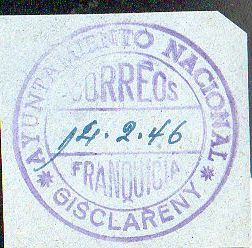 AYUNTAMIENTO NACIONAL
CORREOS
14.2.46
FRANQUICIA
* GISCLARENY *